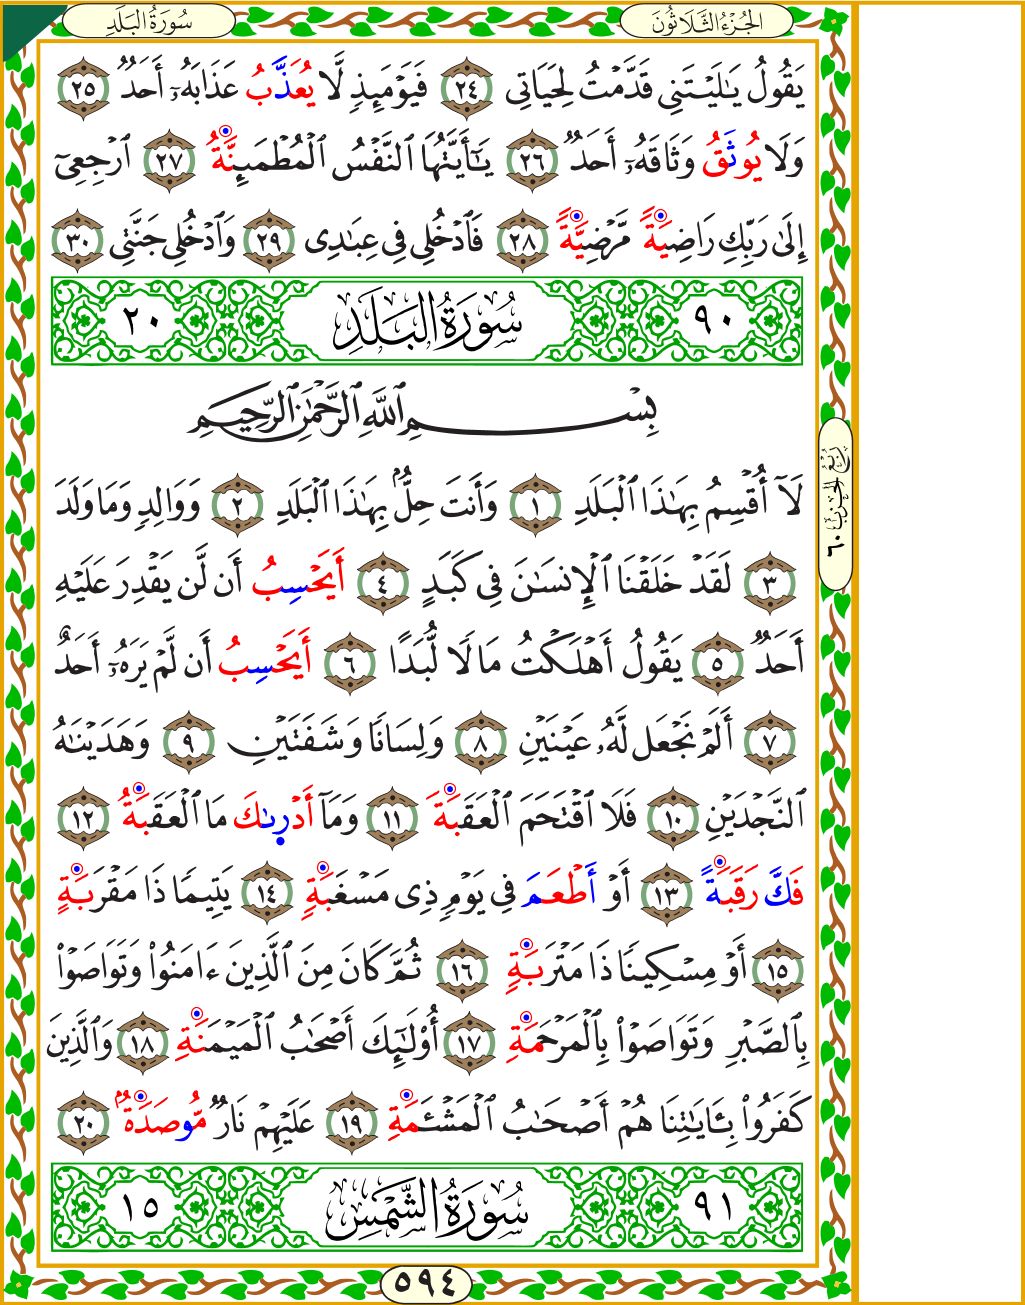 سُورَةُ البَلَدِ
الجُزْءُ الثَّلَاثُونَ
يَقُولُ يَٰلَيْتَنِي قَدَّمْتُ لِحَيَاتِى ٢٤ فَيَوْمَئِذٍ لَّا يُعَذَّبُ عَذَابَهُۥٓ أَحَدٌ ٢٥
وَلَا يُوثَقُ وَثَاقَهُۥٓ أَحَدٌ ٢٦ يَٰٓأَيَّتُهَا ٱلنَّفْسُ ٱلْمُطْمَئِنَّةُ ٢٧ ٱرْجِعِىٓ
إِلَىٰ رَبِّكِ رَاضِيَةً مَّرْضِيَّةً ٢٨ فَٱدْخُلِى فِى عِبَٰدِى ٢٩ وَٱدْخُلِى جَنَّتِى ٣٠
٩٠ سُورَةُ البَلَدِ ٢٠
بِسْمِ ٱللَّهِ ٱلرَّحْمَٰنِ ٱلرَّحِيمِ
لَآ أُقْسِمُ بِهَٰذَا ٱلْبَلَدِ ١ وَأَنتَ حِلٌّۢ بِهَٰذَا ٱلْبَلَدِ ٢ وَوَالِدٍ وَمَا وَلَدَ
٣ لَقَدْ خَلَقْنَا ٱلْإِنسَٰنَ فِى كَبَدٍ ٤ أَيَحْسِبُ أَن لَّن يَقْدِرَ عَلَيْهِ
أَحَدٌ ٥ يَقُولُ أَهْلَكْتُ مَالًا لُّبَدًا ٦ أَيَحْسِبُ أَن لَّمْ يَرَهُۥٓ أَحَدٌ
٧ أَلَمْ نَجْعَل لَّهُۥ عَيْنَيْنِ ٨ وَلِسَانًا وَشَفَتَيْنِ ٩ وَهَدَيْنَٰهُ
ٱلنَّجْدَيْنِ ١٠ فَلَا ٱقْتَحَمَ ٱلْعَقَبَةَ ١١ وَمَآ أَدْرِىٰكَ مَا ٱلْعَقَبَةُ ١٢
فَكَّ رَقَبَةً ١٣ أَوْ أَطْعَمَ فِى يَوْمٍ ذِى مَسْغَبَةٍ ١٤ يَتِيمًا ذَا مَقْرَبَةٍ
١٥ أَوْ مِسْكِينًا ذَا مَتْرَبَةٍ ١٦ ثُمَّ كَانَ مِنَ ٱلَّذِينَ ءَامَنُوا۟ وَتَوَاصَوْا۟
بِٱلصَّبْرِ وَتَوَاصَوْا۟ بِٱلْمَرْحَمَةِ ١٧ أُو۟لَٰٓئِكَ أَصْحَٰبُ ٱلْمَيْمَنَةِ ١٨ وَٱلَّذِينَ
كَفَرُوا۟ بِـَٔايَٰتِنَا هُمْ أَصْحَٰبُ ٱلْمَشْـَٔمَةِ ١٩ عَلَيْهِمْ نَارٌ مُّوصَدَةٌۢ ٢٠
٩١ سُورَةُ الشَّمْسِ ١٥
رُبْعُ الحِزْبِ ٦٠
٥٩٤